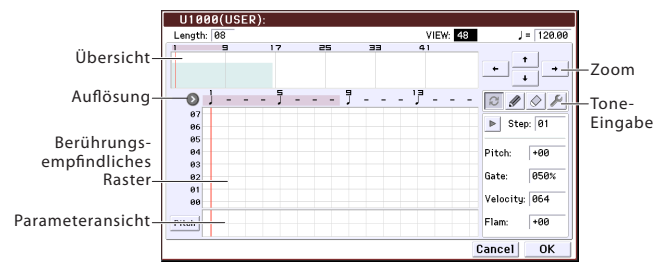 U1000(USER):
Length: 08 VIEW: 48 ♩= 120.00
1 9 17 25 33 41
Übersicht
Zoom
Auflösung
1 - - - 5 - - - 9 - - - 13 - - -
Tone-
Eingabe
07
06
05
04
03
02
01
00
Step: 01
Berührungs-
empfindliches
Raster
Pitch: +00
Gate: 050%
Velocity: 064
Flam: +00
Parameteransicht
Pitch
Cancel OK